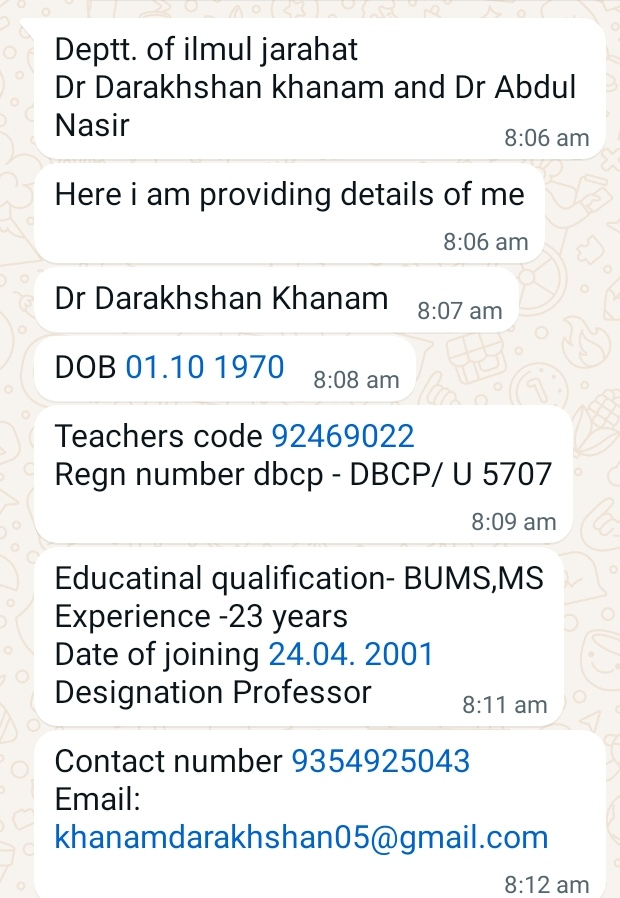 Deptt. of ilmul jarahat
Dr Darakhshan khanam and Dr Abdul
Nasir
8:06 am
Here i am providing details of me
8:06 am
Dr Darakhshan Khanam 8:07 am
DOB 01.10 1970 8:08 am
Teachers code 92469022
Regn number dbcp - DBCP/ U 5707
8:09 am
Educatinal qualification- BUMS,MS
Experience -23 years
Date of joining 24.04. 2001
Designation Professor
8:11 am
Contact number 9354925043
Email:
khanamdarakhshan05@gmail.com
8:12 am